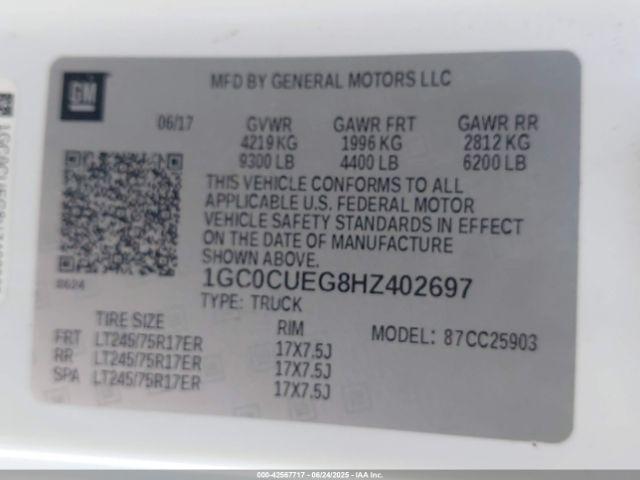 GM
MFD BY GENERAL MOTORS LLC
06/17 GVWR GAWR FRT GAWR RR
4219 KG 1996 KG 2812 KG
9300 LB 4400 LB 6200 LB
THIS VEHICLE CONFORMS TO ALL
APPLICABLE U.S. FEDERAL MOTOR
VEHICLE SAFETY STANDARDS IN EFFECT
ON THE DATE OF MANUFACTURE
SHOWN ABOVE.
8624
1GC0CUEG8HZ402697
TYPE: TRUCK
TIRE SIZE RIM
FRT LT245/75R17ER 17X7.5J
RR LT245/75R17ER 17X7.5J
SPA LT245/75R17ER 17X7.5J
MODEL: 87CC25903
000-42567717 - 06/24/2025 - IAA Inc.